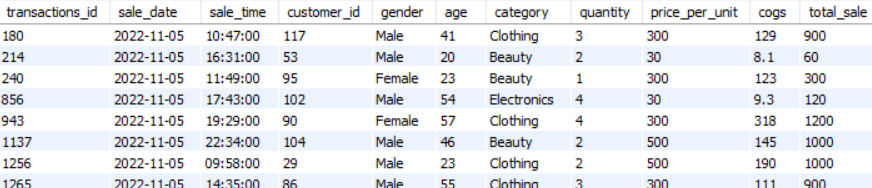 transactions_id sale_date sale_time customer_id gender age category quantity price_per_unit cogs total_sale
180 2022-11-05 10:47:00 117 Male 41 Clothing 3 300 129 900
214 2022-11-05 16:31:00 53 Male 20 Beauty 2 30 8.1 60
240 2022-11-05 11:49:00 95 Female 23 Beauty 1 300 123 300
856 2022-11-05 17:43:00 102 Male 54 Electronics 4 30 9.3 120
943 2022-11-05 19:29:00 90 Female 57 Clothing 4 300 318 1200
1137 2022-11-05 22:34:00 104 Male 46 Beauty 2 500 145 1000
1256 2022-11-05 09:58:00 29 Male 23 Clothing 2 500 190 1000
1265 2022-11-05 14:35:00 86 Male 55 Clothing 3 300 111 900